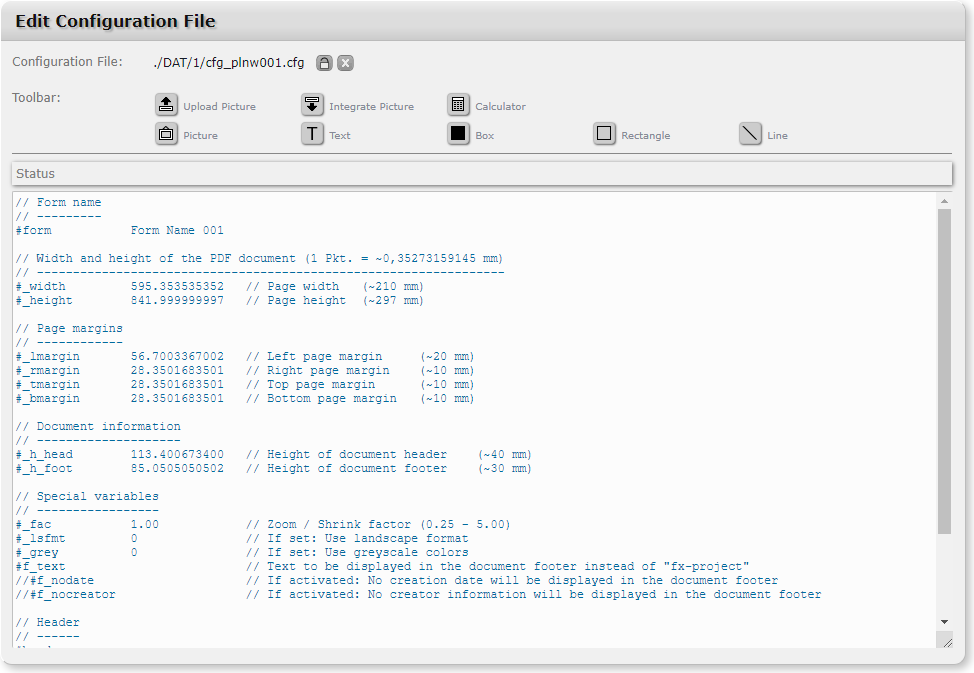 Edit Configuration File
Configuration File: ./DAT/1/cfg_plnw001.cfg
Toolbar:
Upload Picture Integrate Picture Calculator
Picture Text Box Rectangle Line
Status
// Form name
// ---------
#form Form Name 001
// Width and height of the PDF document (1 Pkt. = ~0,35273159145 mm)
// -----------------------------------------------------------------
#_width 595.353535352 // Page width (~210 mm)
#_height 841.999999997 // Page height (~297 mm)
// Page margins
// ------------
#_lmargin 56.7003367002 // Left page margin (~20 mm)
#_rmargin 28.3501683501 // Right page margin (~10 mm)
#_tmargin 28.3501683501 // Top page margin (~10 mm)
#_bmargin 28.3501683501 // Bottom page margin (~10 mm)
// Document information
// --------------------
#_h_head 113.400673400 // Height of document header (~40 mm)
#_h_foot 85.0505050502 // Height of document footer (~30 mm)
// Special variables
// -----------------
#_fac 1.00 // Zoom / Shrink factor (0.25 - 5.00)
#_lsfmt 0 // If set: Use landscape format
#_grey 0 // If set: Use greyscale colors
#f_text // Text to be displayed in the document footer instead of "fx-project"
//#f_nodate // If activated: No creation date will be displayed in the document footer
//#f_nocreator // If activated: No creator information will be displayed in the document footer
// Header
// ------